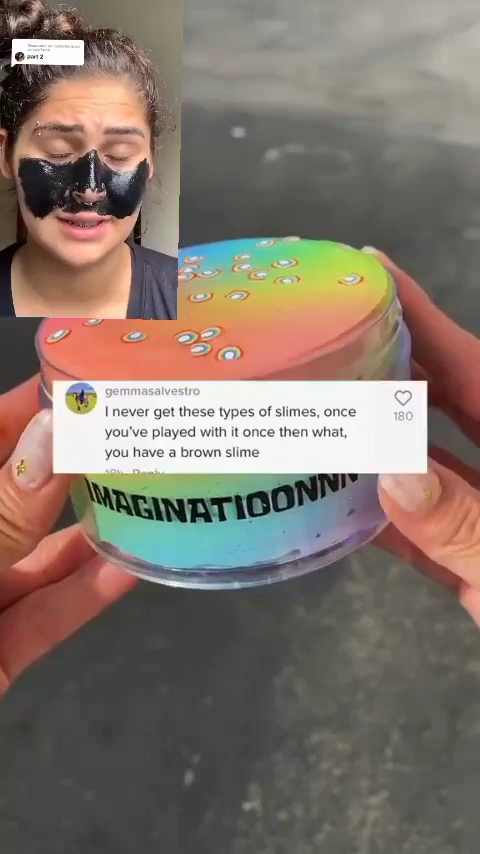 part 2
gemmasalvestro
I never get these types of slimes, once
you've played with it once then what,
you have a brown slime
180
IMAGINATIOONNN